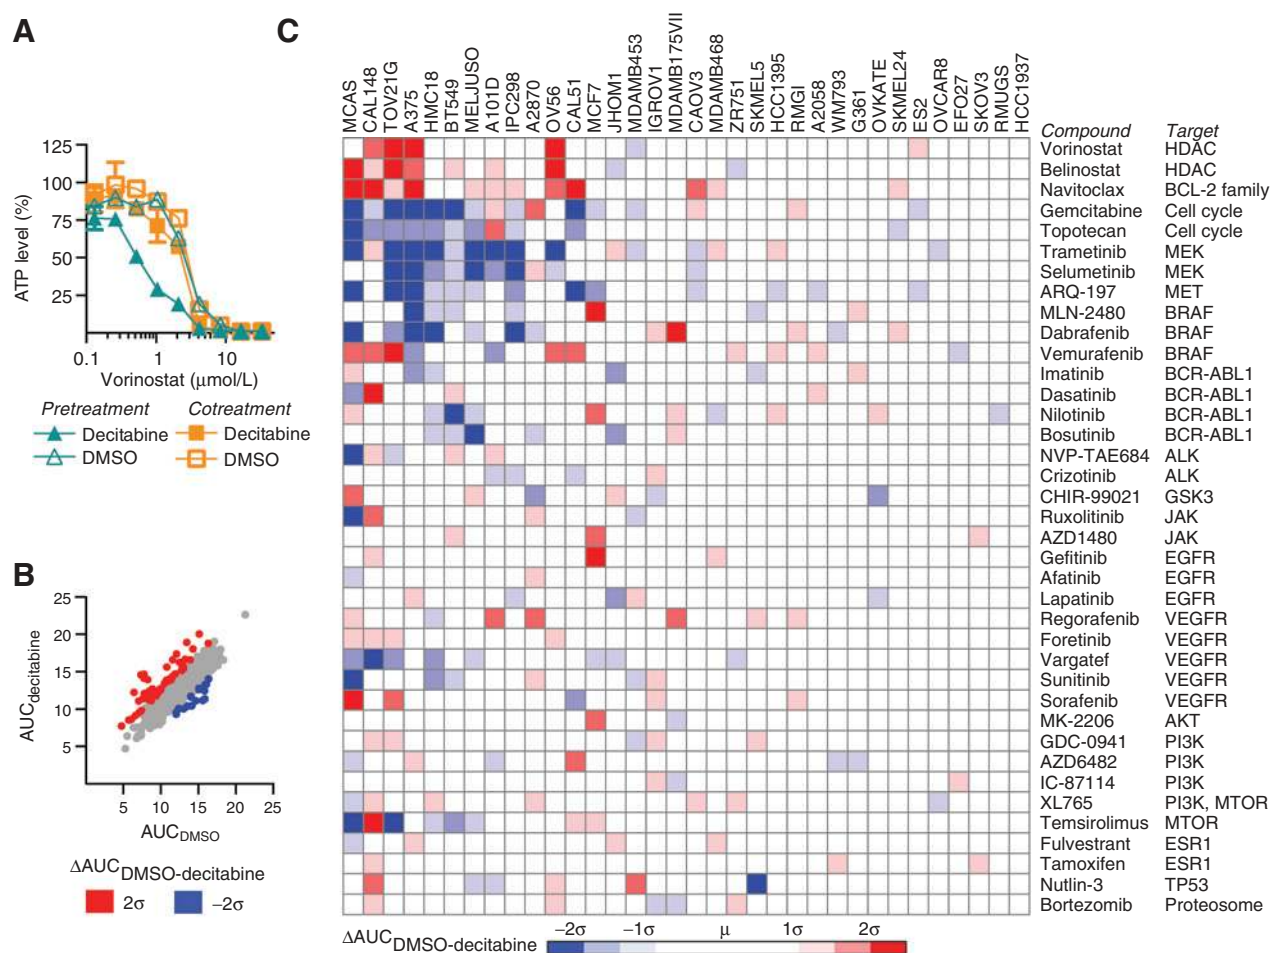 A
125
100
75
50
25
ATP level (%)
0.1
1
10
Vorinostat (μmol/L)
Pretreatment
Cotreatment
Decitabine
Decitabine
DMSO
DMSO
B
25
20
15
10
5
AUCdecitabine
5
10
15
20
25
AUCDMSO
ΔAUCDMSO-decitabine
2σ
−2σ
C
MCAS
CAL148
TOV21G
A375
HMC18
BT549
MELJUSO
A101D
IPC298
A2870
OV56
CAL51
MCF7
JHOM1
MDAMB453
IGROV1
MDAMB175VII
CAOV3
MDAMB468
ZR751
SKMEL5
HCC1395
RMGI
A2058
WM793
G361
OVKATE
SKMEL24
ES2
OVCAR8
EFO27
SKOV3
RMUGS
HCC1937
Compound Target
Vorinostat HDAC
Belinostat HDAC
Navitoclax BCL-2 family
Gemcitabine Cell cycle
Topotecan Cell cycle
Trametinib MEK
Selumetinib MEK
ARQ-197 MET
MLN-2480 BRAF
Dabrafenib BRAF
Vemurafenib BRAF
Imatinib BCR-ABL1
Dasatinib BCR-ABL1
Nilotinib BCR-ABL1
Bosutinib BCR-ABL1
NVP-TAE684 ALK
Crizotinib ALK
CHIR-99021 GSK3
Ruxolitinib JAK
AZD1480 JAK
Gefitinib EGFR
Afatinib EGFR
Lapatinib EGFR
Regorafenib VEGFR
Foretinib VEGFR
Vargatef VEGFR
Sunitinib VEGFR
Sorafenib VEGFR
MK-2206 AKT
GDC-0941 PI3K
AZD6482 PI3K
IC-87114 PI3K
XL765 PI3K, MTOR
Temsirolimus MTOR
Fulvestrant ESR1
Tamoxifen ESR1
Nutlin-3 TP53
Bortezomib Proteosome
ΔAUCDMSO-decitabine
−2σ −1σ μ 1σ 2σ